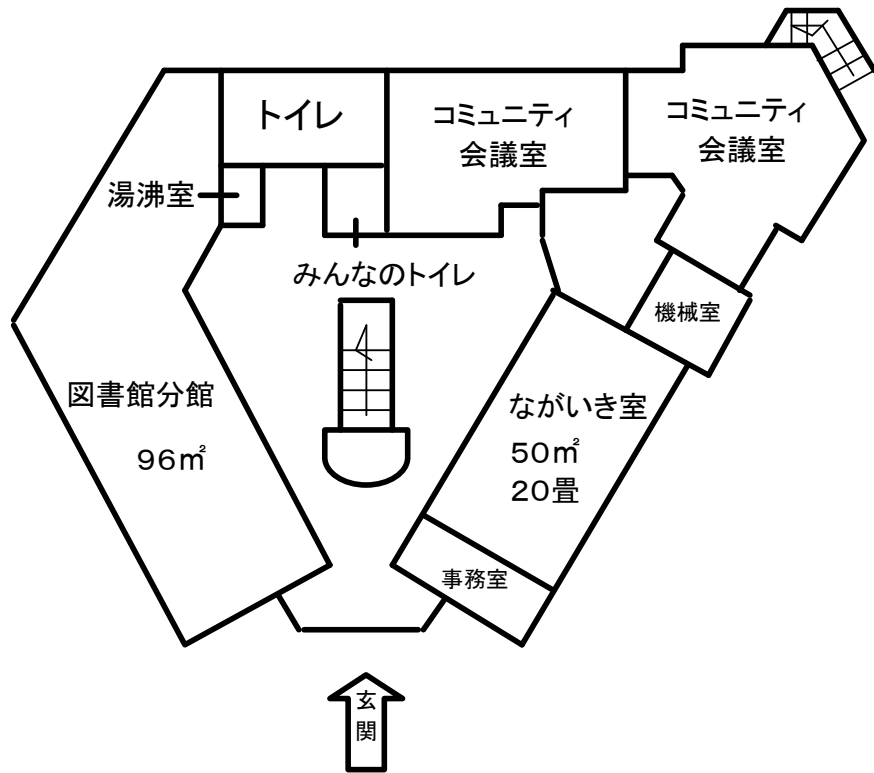 トイレ
コミュニティ
会議室
コミュニティ
会議室
湯沸室
みんなのトイレ
機械室
図書館分館
96㎡
ながいき室
50㎡
20畳
事務室
玄関